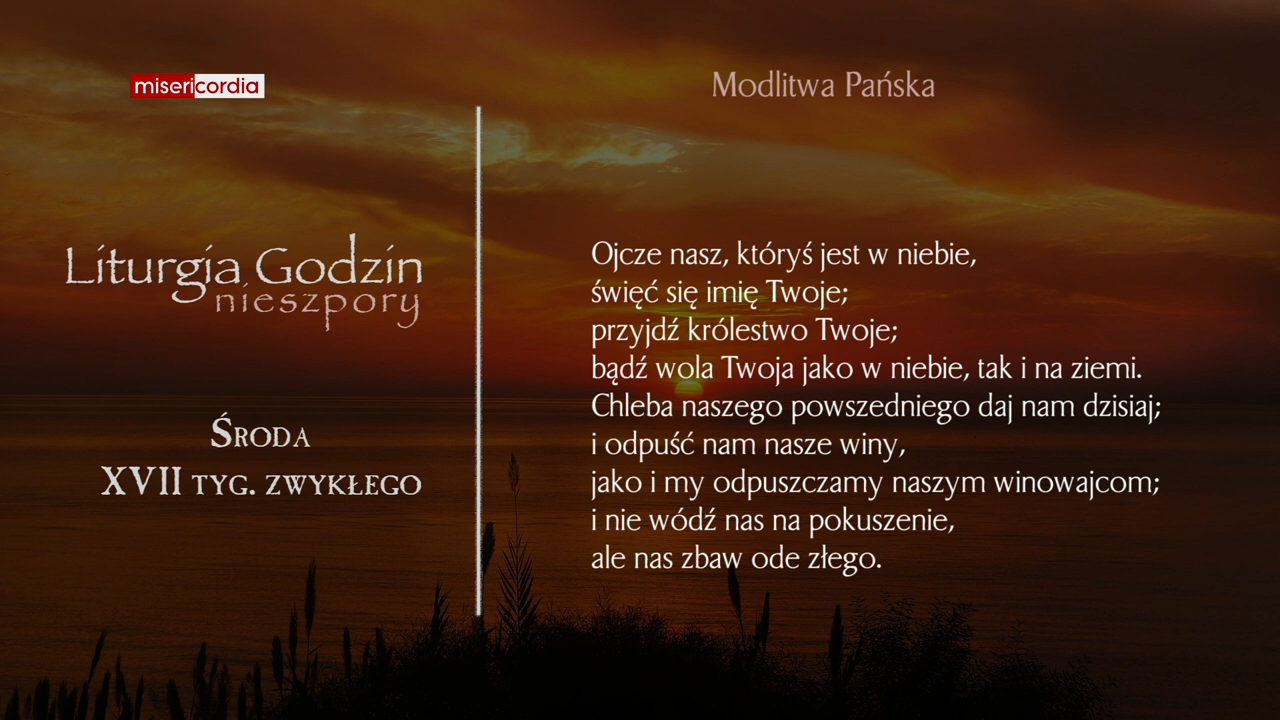 misericordia
Liturgia Godzin
nieszpory
Środa
XVII tyg. zwykłego
Modlitwa Pańska
Ojcze nasz, któryś jest w niebie,
święć się imię Twoje;
przyjdź królestwo Twoje;
bądź wola Twoja jako w niebie, tak i na ziemi.
Chleba naszego powszedniego daj nam dzisiaj;
i odpuść nam nasze winy,
jako i my odpuszczamy naszym winowajcom;
i nie wódź nas na pokuszenie,
ale nas zbaw ode złego.